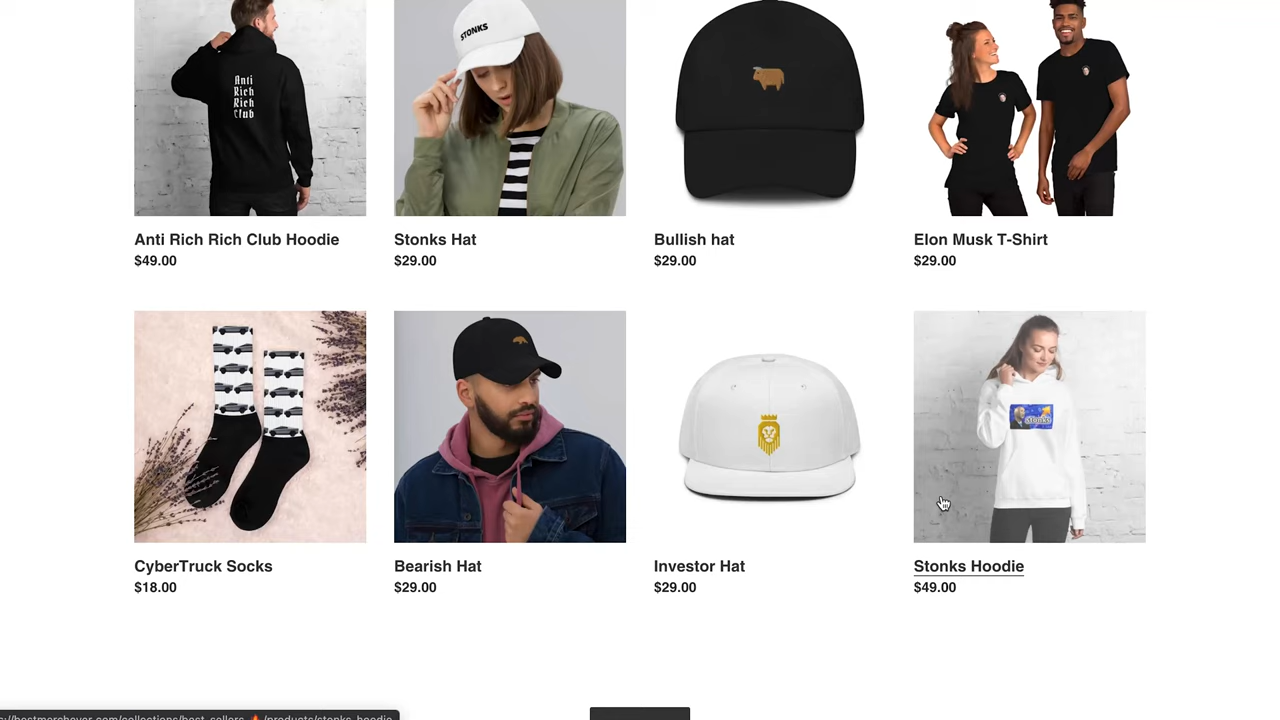 Anti
Rich
Rich
Club
STONKS
Anti Rich Rich Club Hoodie
$49.00
Stonks Hat
$29.00
Bullish hat
$29.00
Elon Musk T-Shirt
$29.00
Stonks
CyberTruck Socks
$18.00
Bearish Hat
$29.00
Investor Hat
$29.00
Stonks Hoodie
$49.00